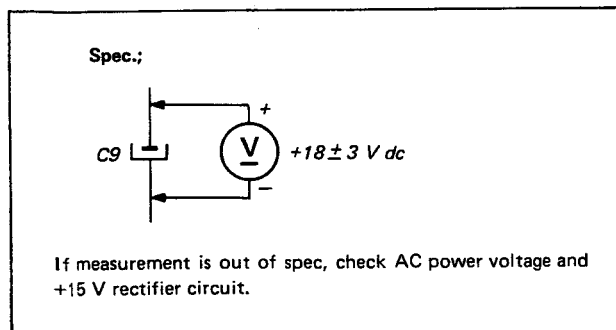 Spec.;
+
C9
V
+18±3 V dc
−
If measurement is out of spec, check AC power voltage and
+15 V rectifier circuit.